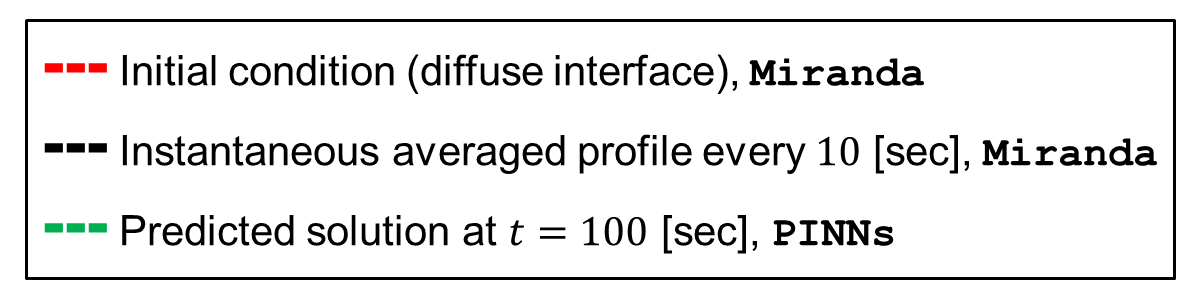 Initial condition (diffuse interface), Miranda
Instantaneous averaged profile every 10 [sec], Miranda
Predicted solution at t = 100 [sec], PINNs